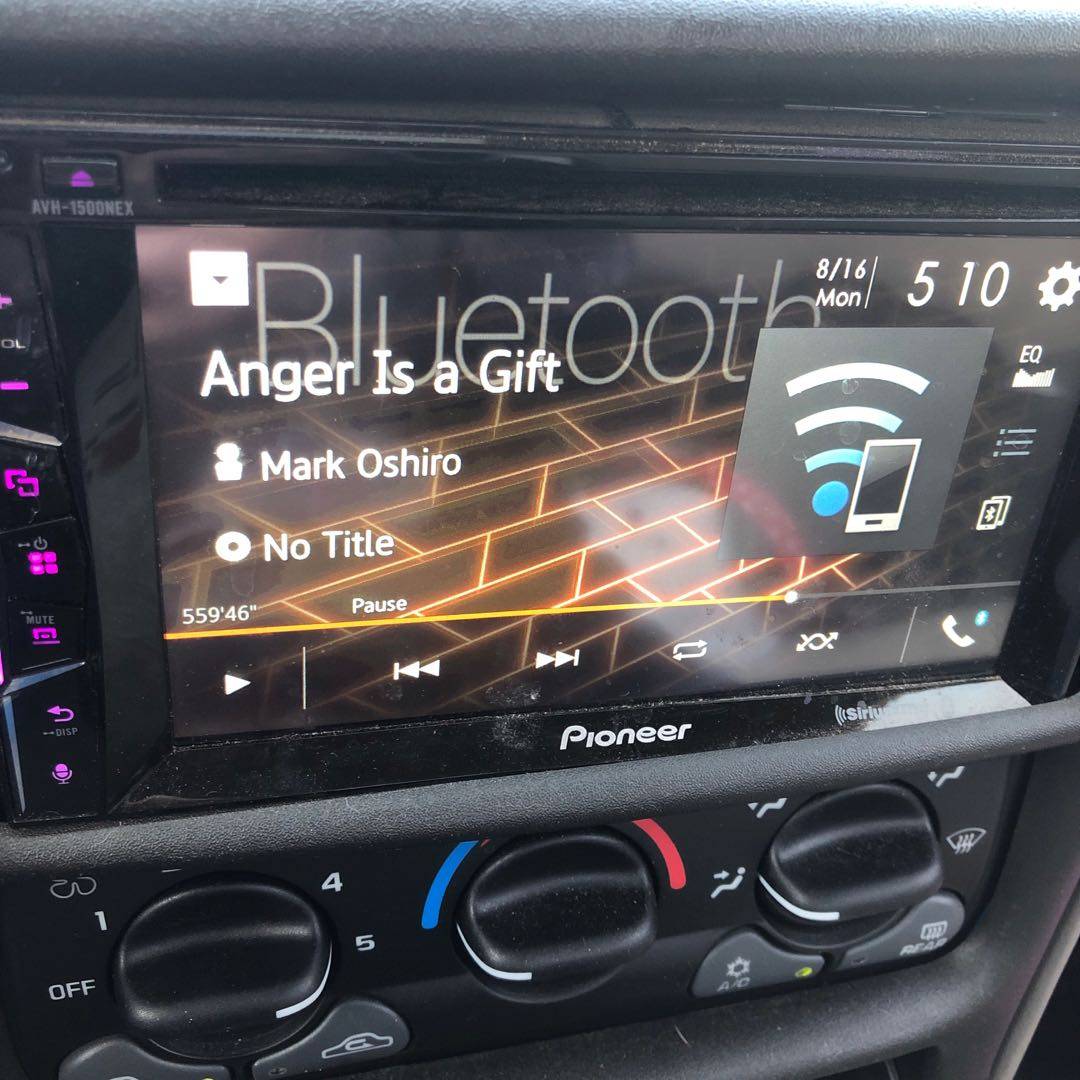 AVH-1500NEX
Bluetooth
8/16
Mon
5 10
Anger Is a Gift
EQ
Mark Oshiro
No Title
559'46"
Pause
MUTE
DISP
Pioneer
4
1
5
OFF
A/C
REAR